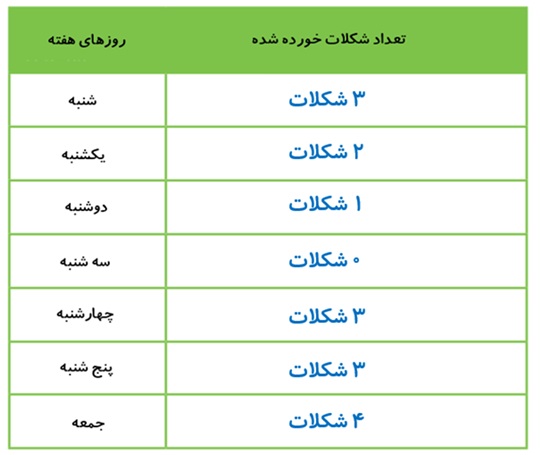 روزهای هفته	تعداد شکلات خورده شده
شنبه	۳ شکلات
یکشنبه	۲ شکلات
دوشنبه	۱ شکلات
سه شنبه	۰ شکلات
چهارشنبه	۳ شکلات
پنج شنبه	۳ شکلات
جمعه	۴ شکلات